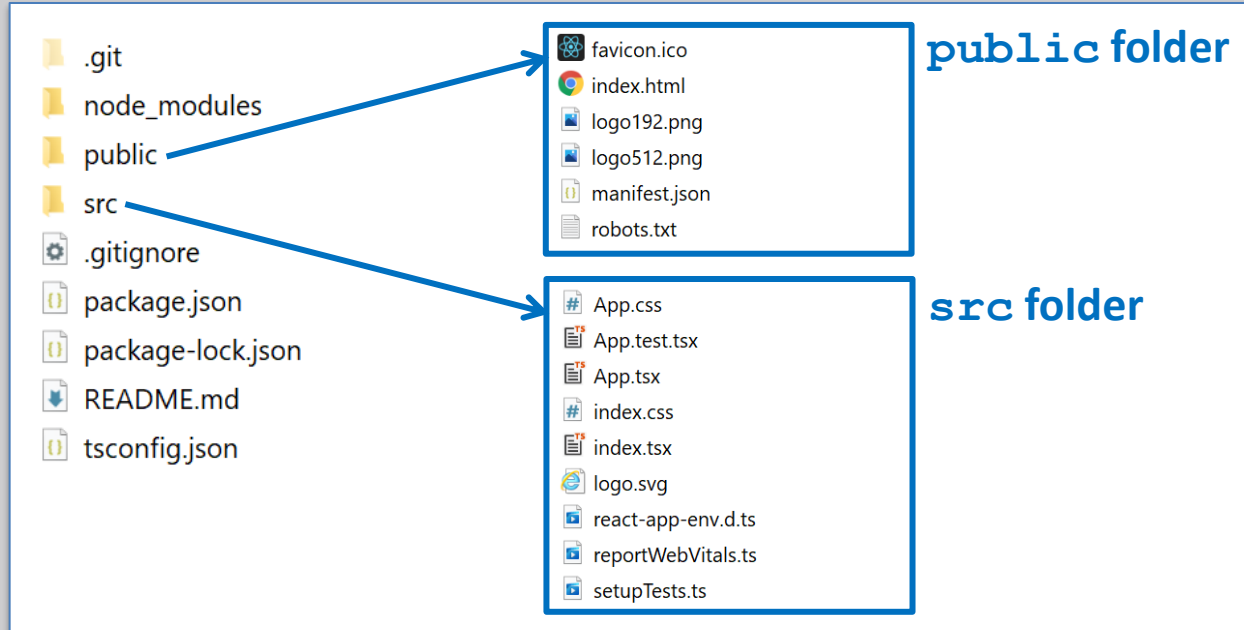 .git
node_modules
public
src
.gitignore
package.json
package-lock.json
README.md
tsconfig.json
public folder
favicon.ico
index.html
logo192.png
logo512.png
manifest.json
robots.txt
src folder
App.css
App.test.tsx
App.tsx
index.css
index.tsx
logo.svg
react-app-env.d.ts
reportWebVitals.ts
setupTests.ts